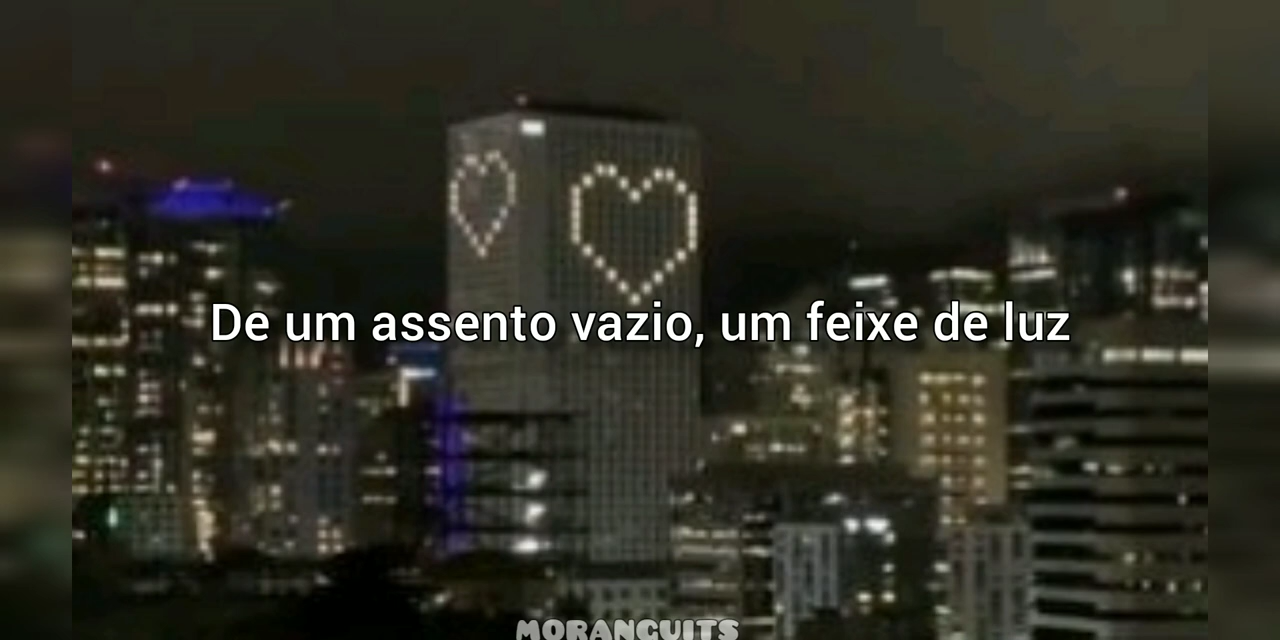 De um assento vazio, um feixe de luz
MORANGUITS